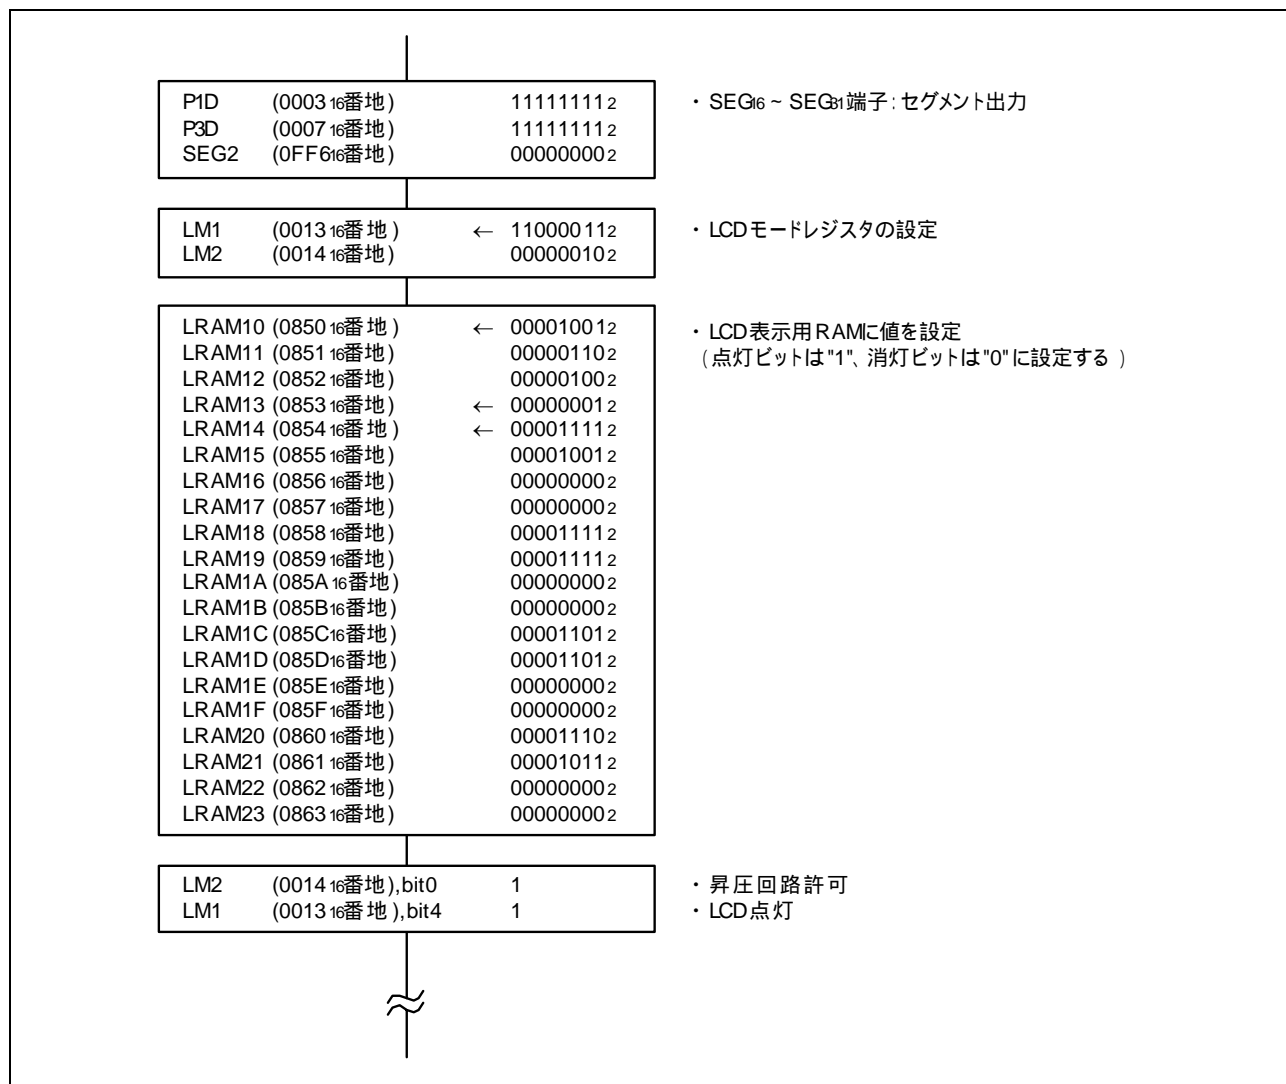 P1D (0003₁₆番地) 11111111₂ ・SEG₁₆～SEG₃₁端子:セグメント出力
P3D (0007₁₆番地) 11111111₂
SEG2 (0FF6₁₆番地) 00000000₂
LM1 (0013₁₆番地) ← 11000011₂ ・LCDモードレジスタの設定
LM2 (0014₁₆番地) 00000010₂
LRAM10 (0850₁₆番地) ← 00001001₂ ・LCD表示用RAMに値を設定
LRAM11 (0851₁₆番地) 00000110₂ (点灯ビットは"1"、消灯ビットは"0"に設定する)
LRAM12 (0852₁₆番地) 00000100₂
LRAM13 (0853₁₆番地) ← 00000001₂
LRAM14 (0854₁₆番地) ← 00001111₂
LRAM15 (0855₁₆番地) 00001001₂
LRAM16 (0856₁₆番地) 00000000₂
LRAM17 (0857₁₆番地) 00000000₂
LRAM18 (0858₁₆番地) 00001111₂
LRAM19 (0859₁₆番地) 00001111₂
LRAM1A (085A₁₆番地) 00000000₂
LRAM1B (085B₁₆番地) 00000000₂
LRAM1C (085C₁₆番地) 00001101₂
LRAM1D (085D₁₆番地) 00001101₂
LRAM1E (085E₁₆番地) 00000000₂
LRAM1F (085F₁₆番地) 00000000₂
LRAM20 (0860₁₆番地) 00001110₂
LRAM21 (0861₁₆番地) 00001011₂
LRAM22 (0862₁₆番地) 00000000₂
LRAM23 (0863₁₆番地) 00000000₂
LM2 (0014₁₆番地),bit0 1 ・昇圧回路許可
LM1 (0013₁₆番地),bit4 1 ・LCD点灯